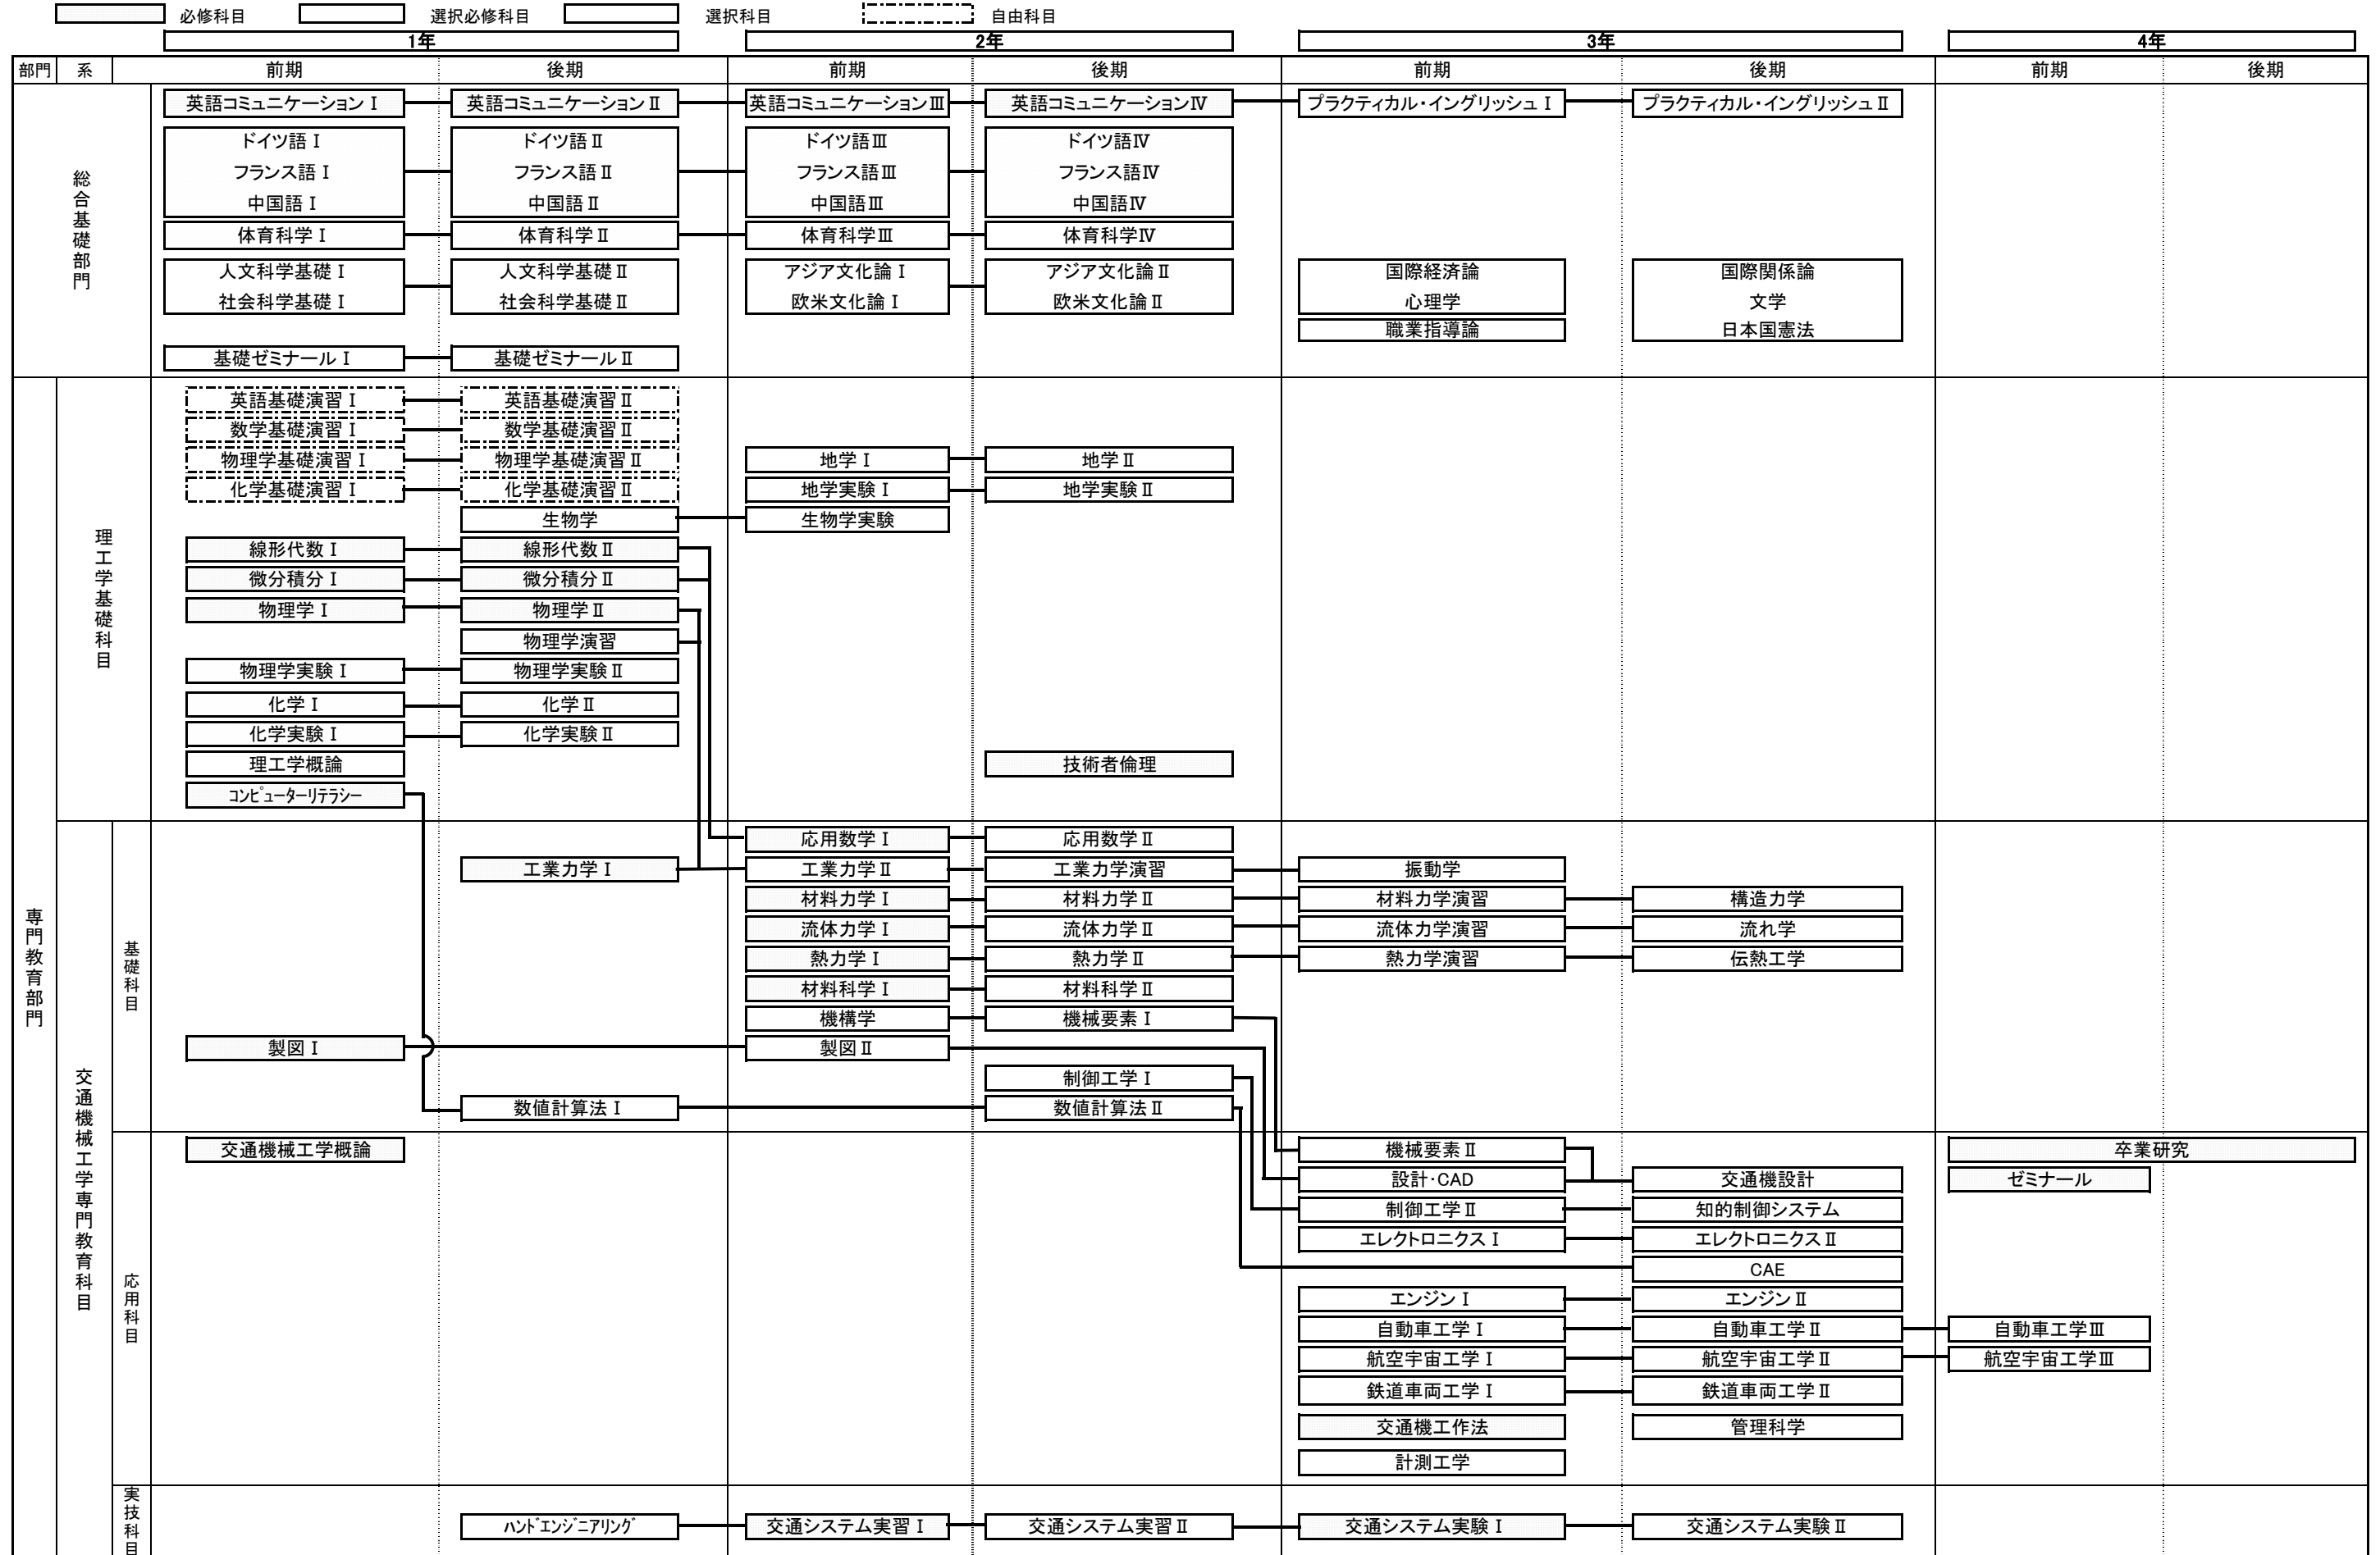 必修科目 選択必修科目 選択科目 自由科目
1年 2年 3年 4年
部門 系 前期 後期 前期 後期 前期 後期 前期 後期
総合基礎部門
英語コミュニケーションⅠ 英語コミュニケーションⅡ 英語コミュニケーションⅢ 英語コミュニケーションⅣ プラクティカル・イングリッシュⅠ プラクティカル・イングリッシュⅡ
ドイツ語Ⅰ ドイツ語Ⅱ ドイツ語Ⅲ ドイツ語Ⅳ
フランス語Ⅰ フランス語Ⅱ フランス語Ⅲ フランス語Ⅳ
中国語Ⅰ 中国語Ⅱ 中国語Ⅲ 中国語Ⅳ
体育科学Ⅰ 体育科学Ⅱ 体育科学Ⅲ 体育科学Ⅳ
人文科学基礎Ⅰ 人文科学基礎Ⅱ アジア文化論Ⅰ アジア文化論Ⅱ 国際経済論 国際関係論
社会科学基礎Ⅰ 社会科学基礎Ⅱ 欧米文化論Ⅰ 欧米文化論Ⅱ 心理学 文学
職業指導論 日本国憲法
基礎ゼミナールⅠ 基礎ゼミナールⅡ
専門教育部門
理工学基礎科目
英語基礎演習Ⅰ 英語基礎演習Ⅱ
数学基礎演習Ⅰ 数学基礎演習Ⅱ
物理学基礎演習Ⅰ 物理学基礎演習Ⅱ 地学Ⅰ 地学Ⅱ
化学基礎演習Ⅰ 化学基礎演習Ⅱ 地学実験Ⅰ 地学実験Ⅱ
生物学 生物学実験
線形代数Ⅰ 線形代数Ⅱ
微分積分Ⅰ 微分積分Ⅱ
物理学Ⅰ 物理学Ⅱ
物理学演習
物理学実験Ⅰ 物理学実験Ⅱ
化学Ⅰ 化学Ⅱ
化学実験Ⅰ 化学実験Ⅱ
理工学概論 技術者倫理
ｺﾝﾋﾟｭｰﾀｰﾘﾃﾗｼｰ
交通機械工学専門教育科目
基礎科目
応用数学Ⅰ 応用数学Ⅱ
工業力学Ⅰ 工業力学Ⅱ 工業力学演習 振動学
材料力学Ⅰ 材料力学Ⅱ 材料力学演習 構造力学
流体力学Ⅰ 流体力学Ⅱ 流体力学演習 流れ学
熱力学Ⅰ 熱力学Ⅱ 熱力学演習 伝熱工学
材料科学Ⅰ 材料科学Ⅱ
機構学 機械要素Ⅰ
製図Ⅰ 製図Ⅱ
制御工学Ⅰ
数値計算法Ⅰ 数値計算法Ⅱ
応用科目
交通機械工学概論 機械要素Ⅱ 卒業研究
設計・CAD 交通機設計 ゼミナール
制御工学Ⅱ 知的制御システム
エレクトロニクスⅠ エレクトロニクスⅡ
CAE
エンジンⅠ エンジンⅡ
自動車工学Ⅰ 自動車工学Ⅱ 自動車工学Ⅲ
航空宇宙工学Ⅰ 航空宇宙工学Ⅱ 航空宇宙工学Ⅲ
鉄道車両工学Ⅰ 鉄道車両工学Ⅱ
交通機工作法 管理科学
計測工学
実技科目
ﾊﾝﾄﾞｴﾝｼﾞﾆｱﾘﾝｸﾞ 交通システム実習Ⅰ 交通システム実習Ⅱ 交通システム実験Ⅰ 交通システム実験Ⅱ